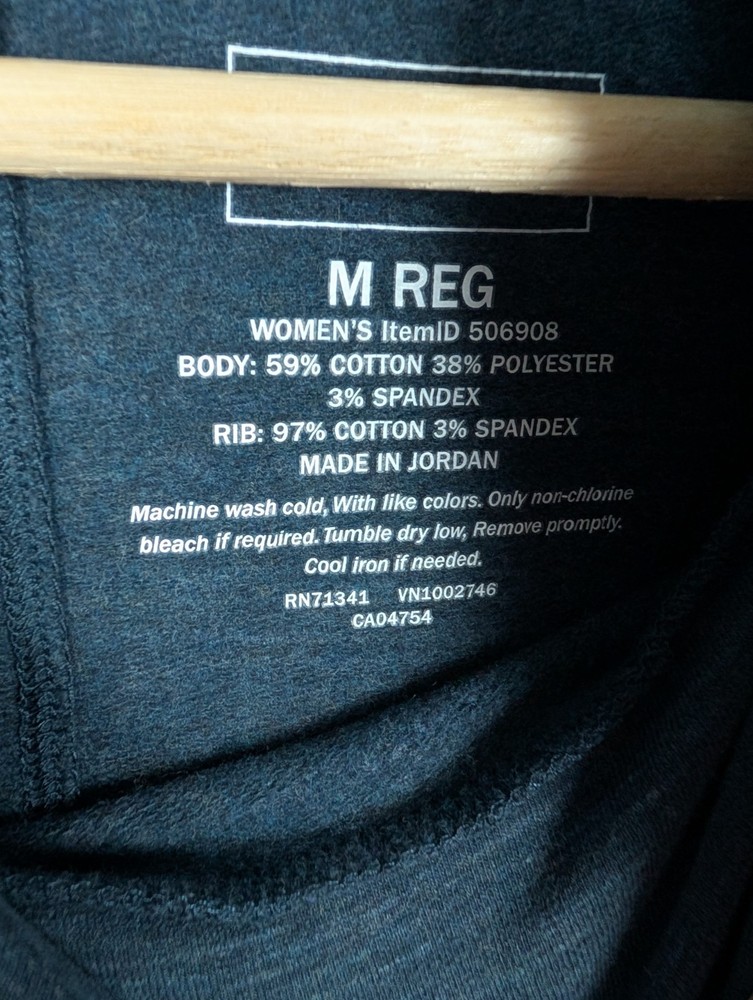 M REG
WOMEN'S ItemID 506908
BODY: 59% COTTON 38% POLYESTER
3% SPANDEX
RIB: 97% COTTON 3% SPANDEX
MADE IN JORDAN
Machine wash cold, With like colors. Only non-chlorine
bleach if required. Tumble dry low, Remove promptly.
Cool iron if needed.
RN71341 VN1002746
CA04754